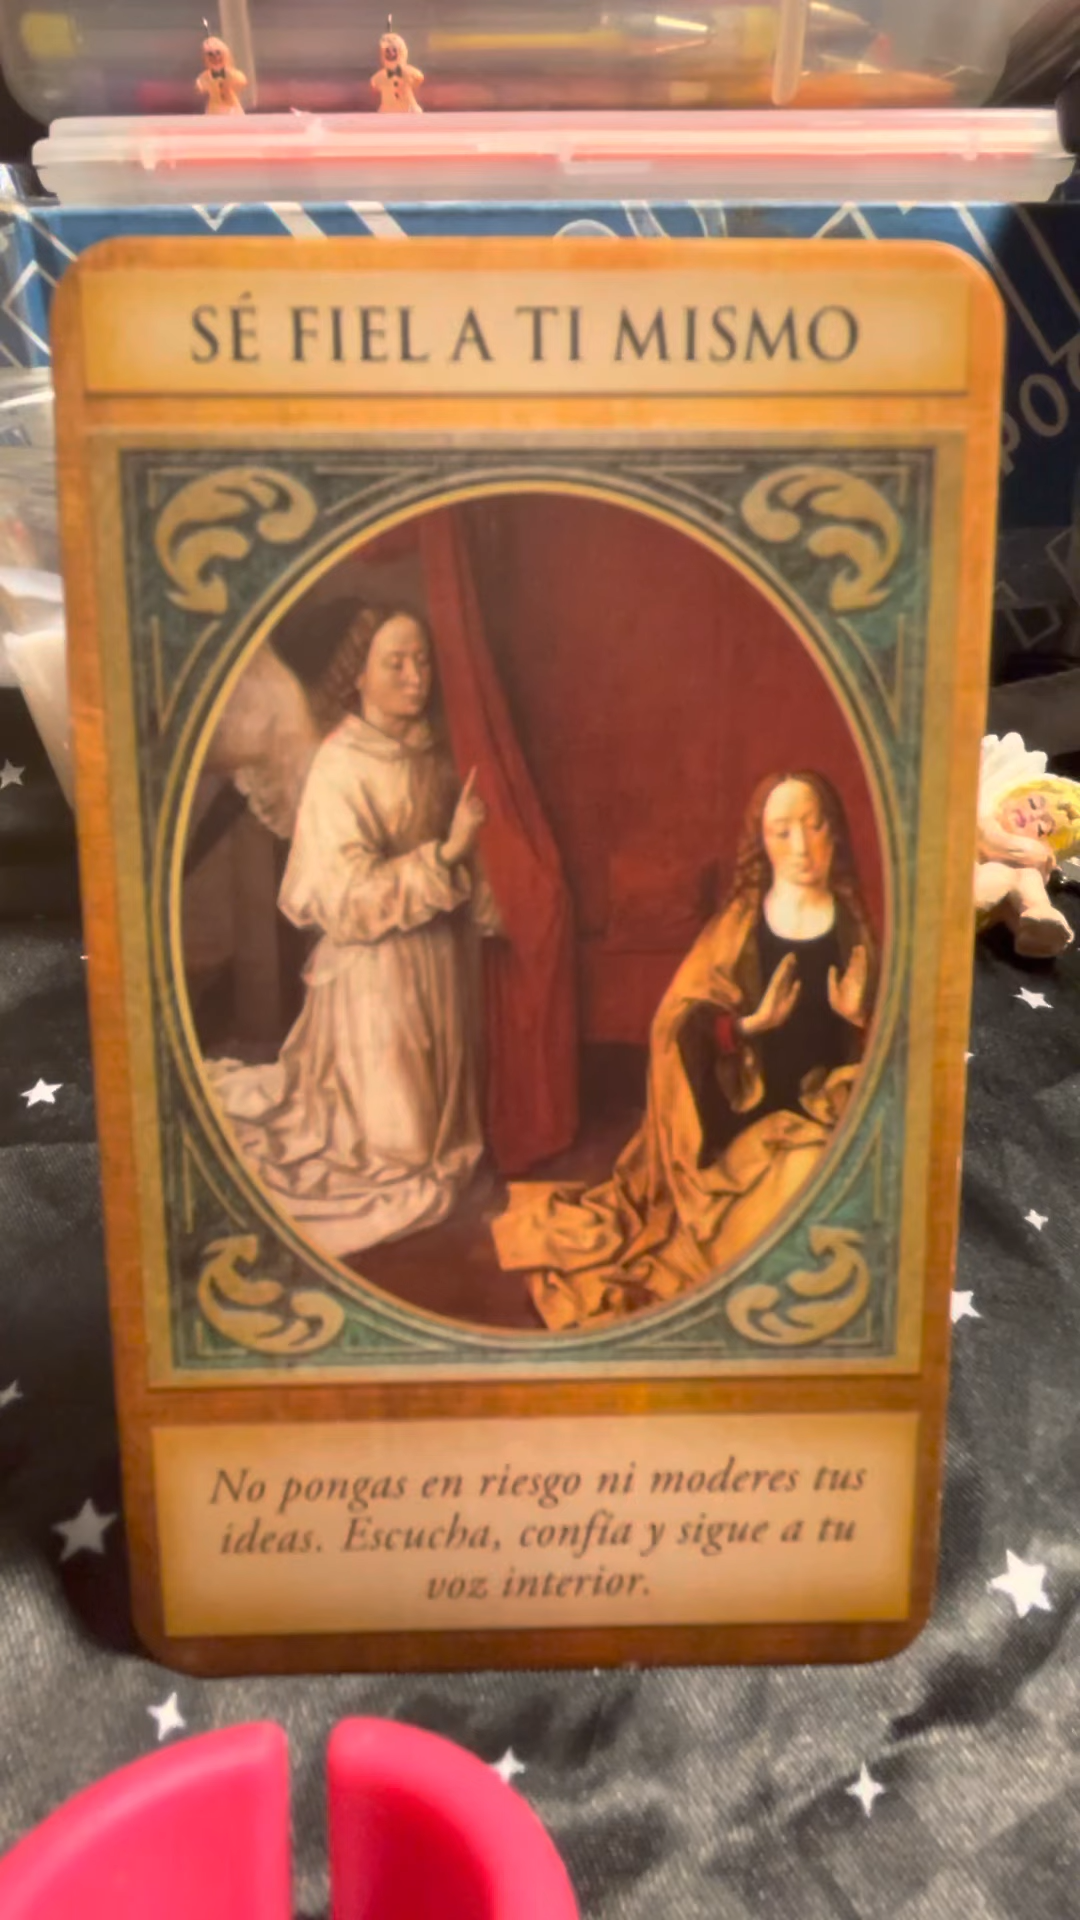 SÉ FIEL A TI MISMO
No pongas en riesgo ni moderes tus
ideas. Escucha, confía y sigue a tu
voz interior.